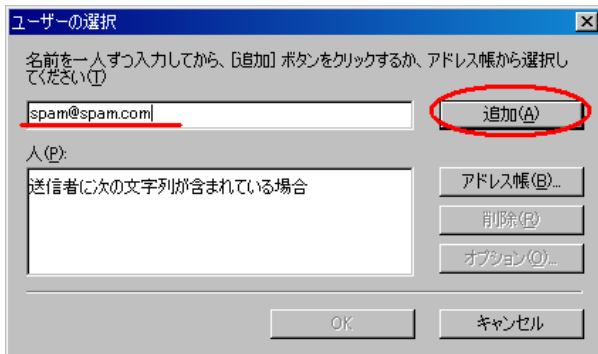 ユーザーの選択
名前を一人ずつ入力してから、[追加] ボタンをクリックするか、アドレス帳から選択し
てください(T)
spam@spam.com
追加(A)
人(P):
送信者に次の文字列が含まれている場合
アドレス帳(B)...
削除(R)
オプション(O)...
OK
キャンセル